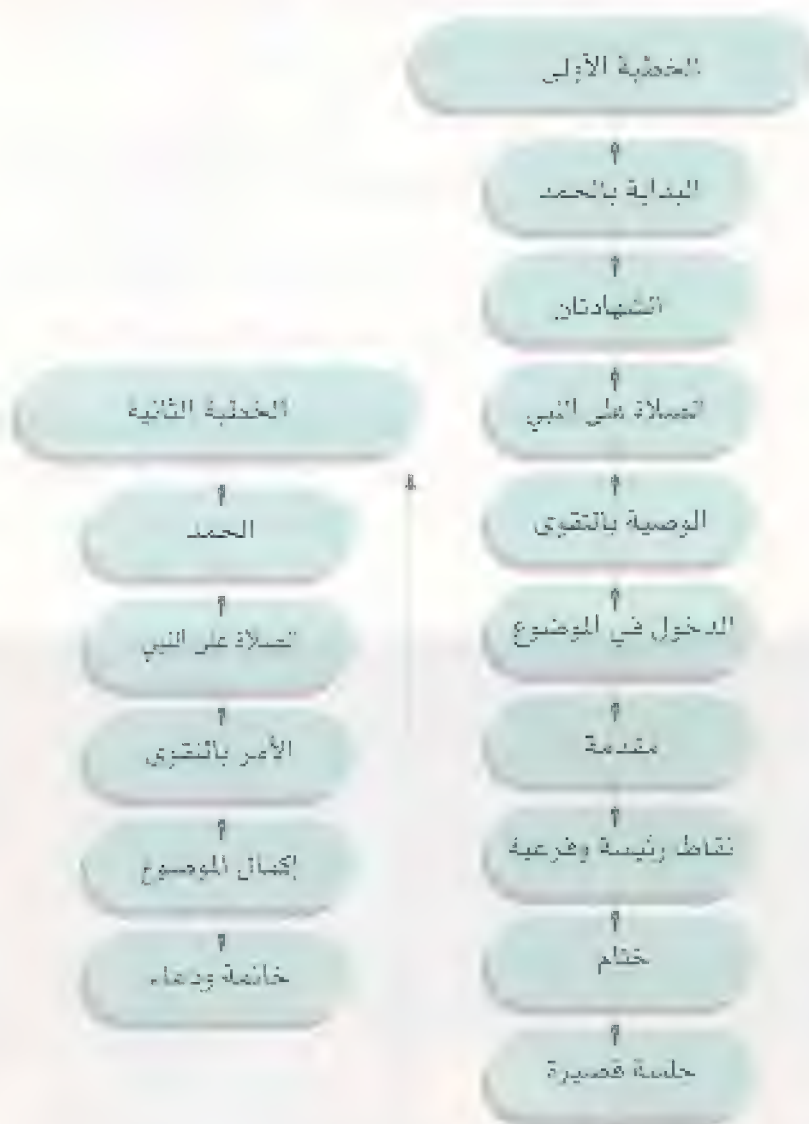 الخطبة الأولى
البداية بالحمد
الشهادتان
الصلاة على النبي
الوصية بالتقوى
الدخول في الموضوع
مقدمة
نقاط رئيسة وفرعية
ختام
جلسة قصيرة
الخطبة الثانية
الحمد
الصلاة على النبي
الأمر بالتقوى
إكمال الموضوع
خاتمة ودعاء